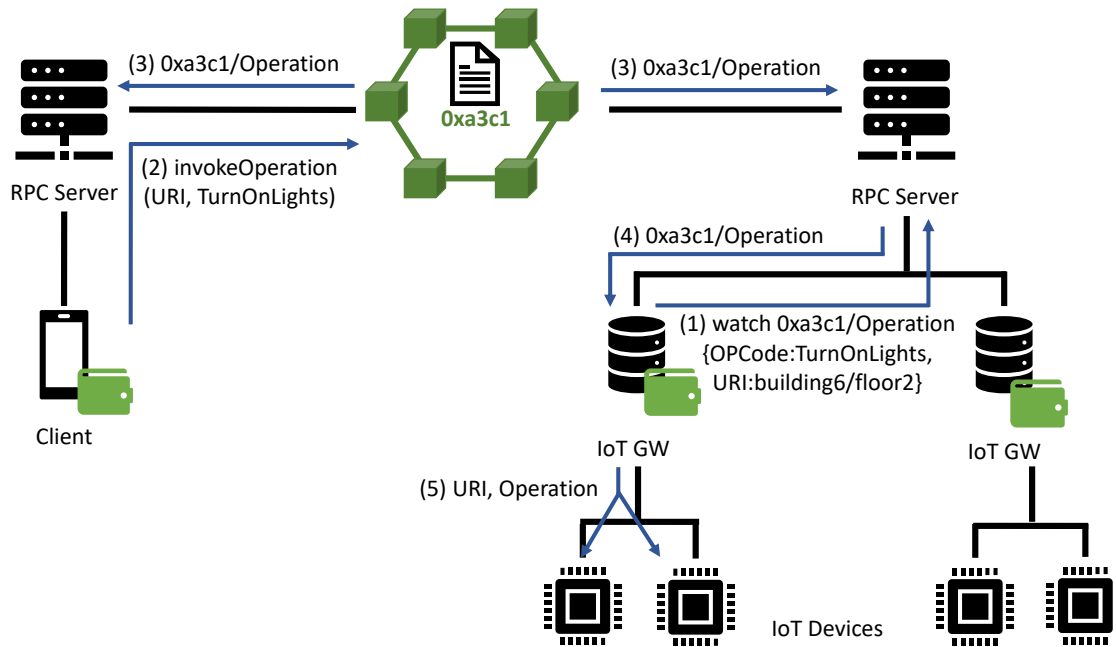 (3) 0xa3c1/Operation
(3) 0xa3c1/Operation
0xa3c1
(2) invokeOperation
(URI, TurnOnLights)
RPC Server
RPC Server
(4) 0xa3c1/Operation
(1) watch 0xa3c1/Operation
{OPCode:TurnOnLights,
URI:building6/floor2}
Client
IoT GW
IoT GW
(5) URI, Operation
IoT Devices